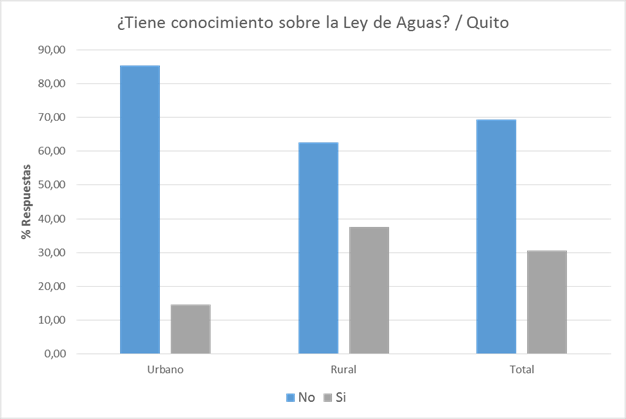 ¿Tiene conocimiento sobre la Ley de Aguas? / Quito
% Respuestas
90,00
80,00
70,00
60,00
50,00
40,00
30,00
20,00
10,00
0,00
Urbano
Rural
Total
No
Si